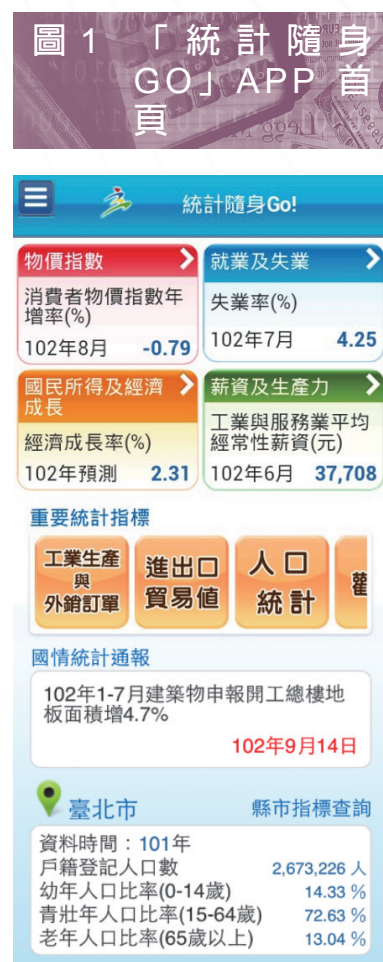 圖1 「統計隨身
GO」APP 首
頁
統計隨身Go!
物價指數
消費者物價指數年
增率(%)
102年8月 -0.79
就業及失業
失業率(%)
102年7月 4.25
國民所得及經濟
成長
經濟成長率(%)
102年預測 2.31
薪資及生產力
工業與服務業平均
經常性薪資(元)
102年6月 37,708
重要統計指標
工業生產
與
外銷訂單
進出口
貿易值
人口
統計
國情統計通報
102年1-7月建築物申報開工總樓地
板面積增4.7%
102年9月14日
臺北市 縣市指標查詢
資料時間：101年
戶籍登記人口數 2,673,226 人
幼年人口比率(0-14歲) 14.33 %
青壯年人口比率(15-64歲) 72.63 %
老年人口比率(65歲以上) 13.04 %